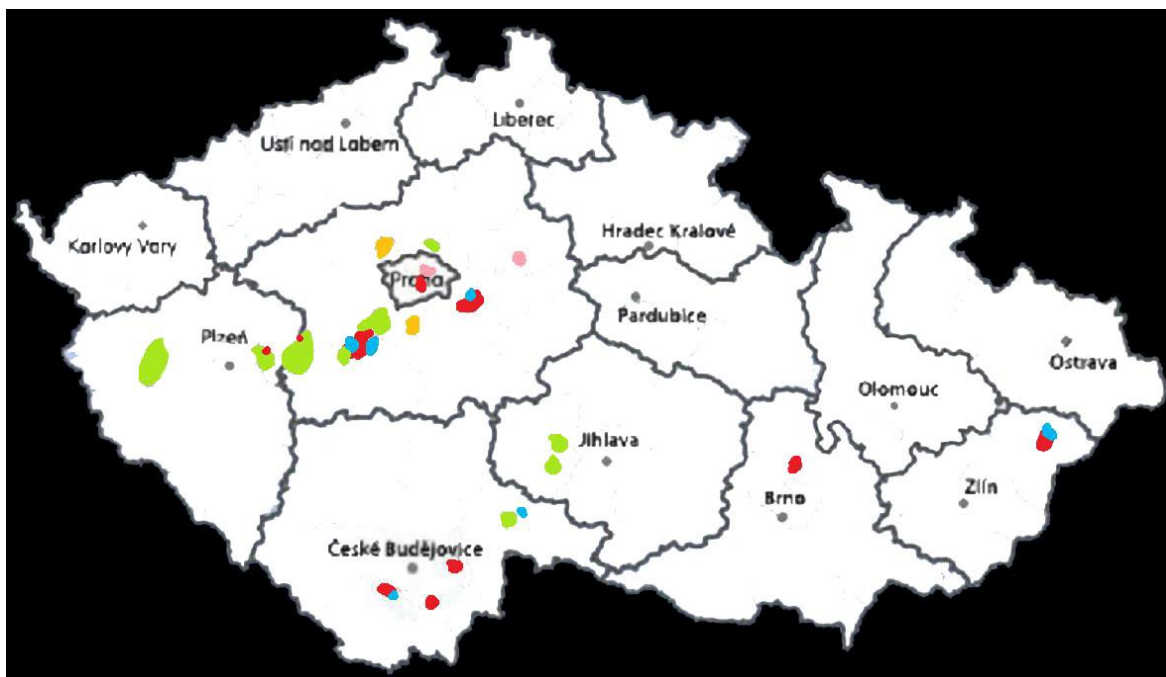 Liberec
Ústí nad Labem
Karlovy Vary
Hradec Králové
Praha
Pardubice
Plzeň
Ostrava
Olomouc
Jihlava
Zlín
Brno
České Budějovice